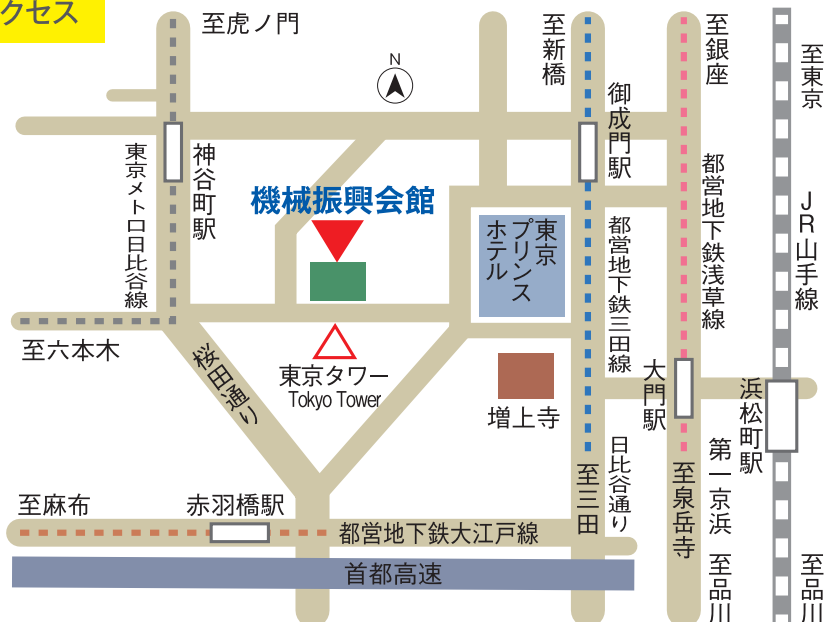 クセス
至虎ノ門
N
至新橋
至銀座
至東京
御成門駅
神谷町駅
東京メトロ日比谷線
機械振興会館
東京
プリンス
ホテル
都営地下鉄三田線
都営地下鉄浅草線
JR山手線
至六本木
桜田通り
東京タワー
Tokyo Tower
増上寺
大門駅
浜松町駅
日比谷通り
第一京浜
至三田
至泉岳寺
至麻布
赤羽橋駅
都営地下鉄大江戸線
首都高速
至品川
至品川